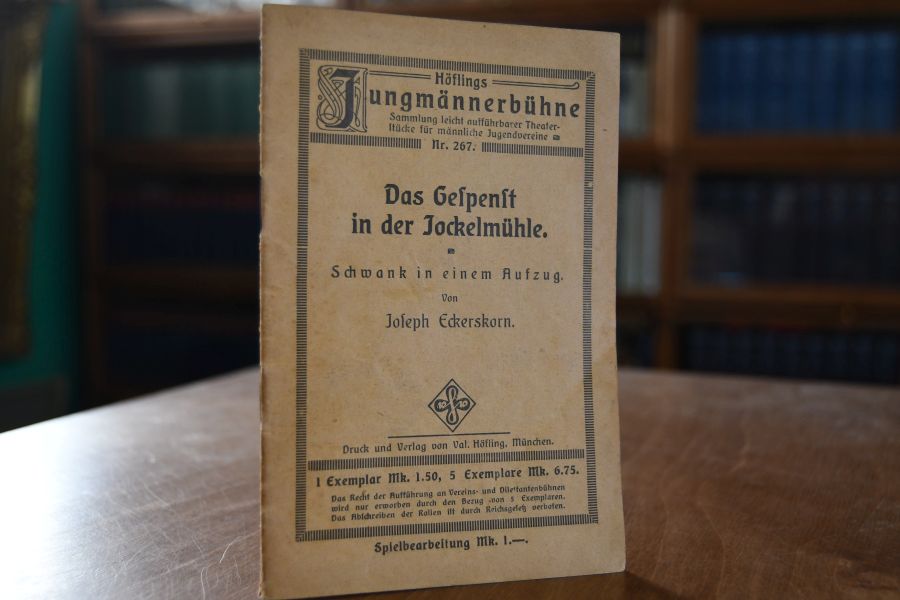 Höflings
Jungmännerbühne
Sammlung leicht aufführbarer Theater-
ſtücke für männliche Jugendvereine
Nr. 267.
Das Geſpenſt
in der Jockelmühle.
Schwank in einem Aufzug.
Von
Joſeph Eckerskorn.
Druck und Verlag von Val. Höfling, München.
1 Exemplar Mk. 1.50, 5 Exemplare Mk. 6.75.
Das Recht der Aufführung an Vereins- und Dilettantenbühnen
wird nur erworben durch den Bezug von 5 Exemplaren.
Das Abſchreiben der Rollen iſt durch Reichsgeſetz verboten.
Spielbearbeitung Mk. 1.—.